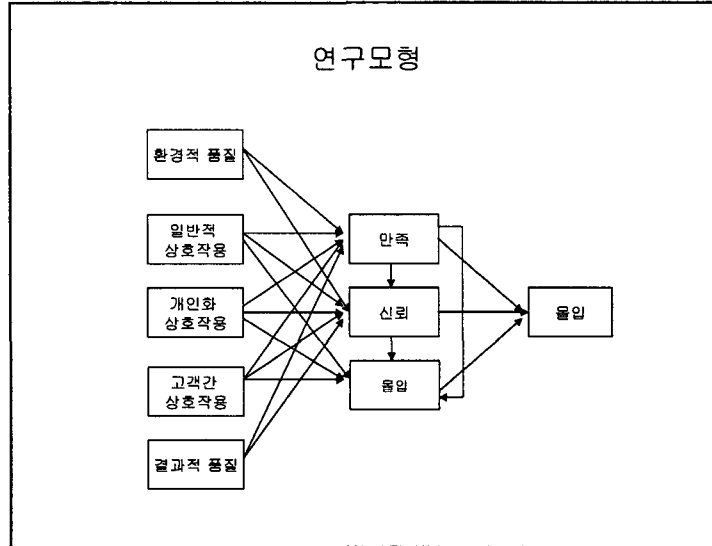 연구모형
환경적 품질
일반적
상호작용
개인화
상호작용
고객간
상호작용
결과적 품질
만족
신뢰
몰입
몰입